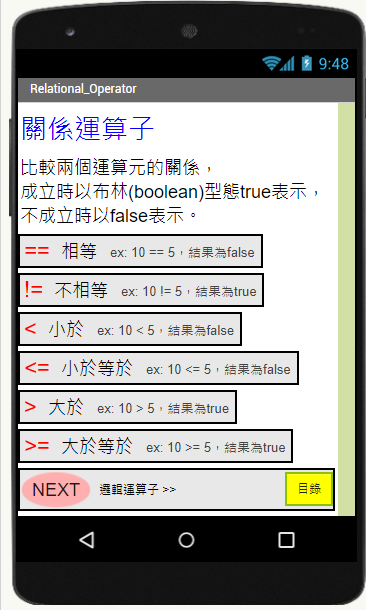 9:48
Relational_Operator
關係運算子
比較兩個運算元的關係，
成立時以布林(boolean)型態true表示，
不成立時以false表示。
== 相等 ex: 10 == 5，結果為false
!= 不相等 ex: 10 != 5，結果為true
< 小於 ex: 10 < 5，結果為false
<= 小於等於 ex: 10 <= 5，結果為false
> 大於 ex: 10 > 5，結果為true
>= 大於等於 ex: 10 >= 5，結果為true
NEXT 邏輯運算子 >> 目錄